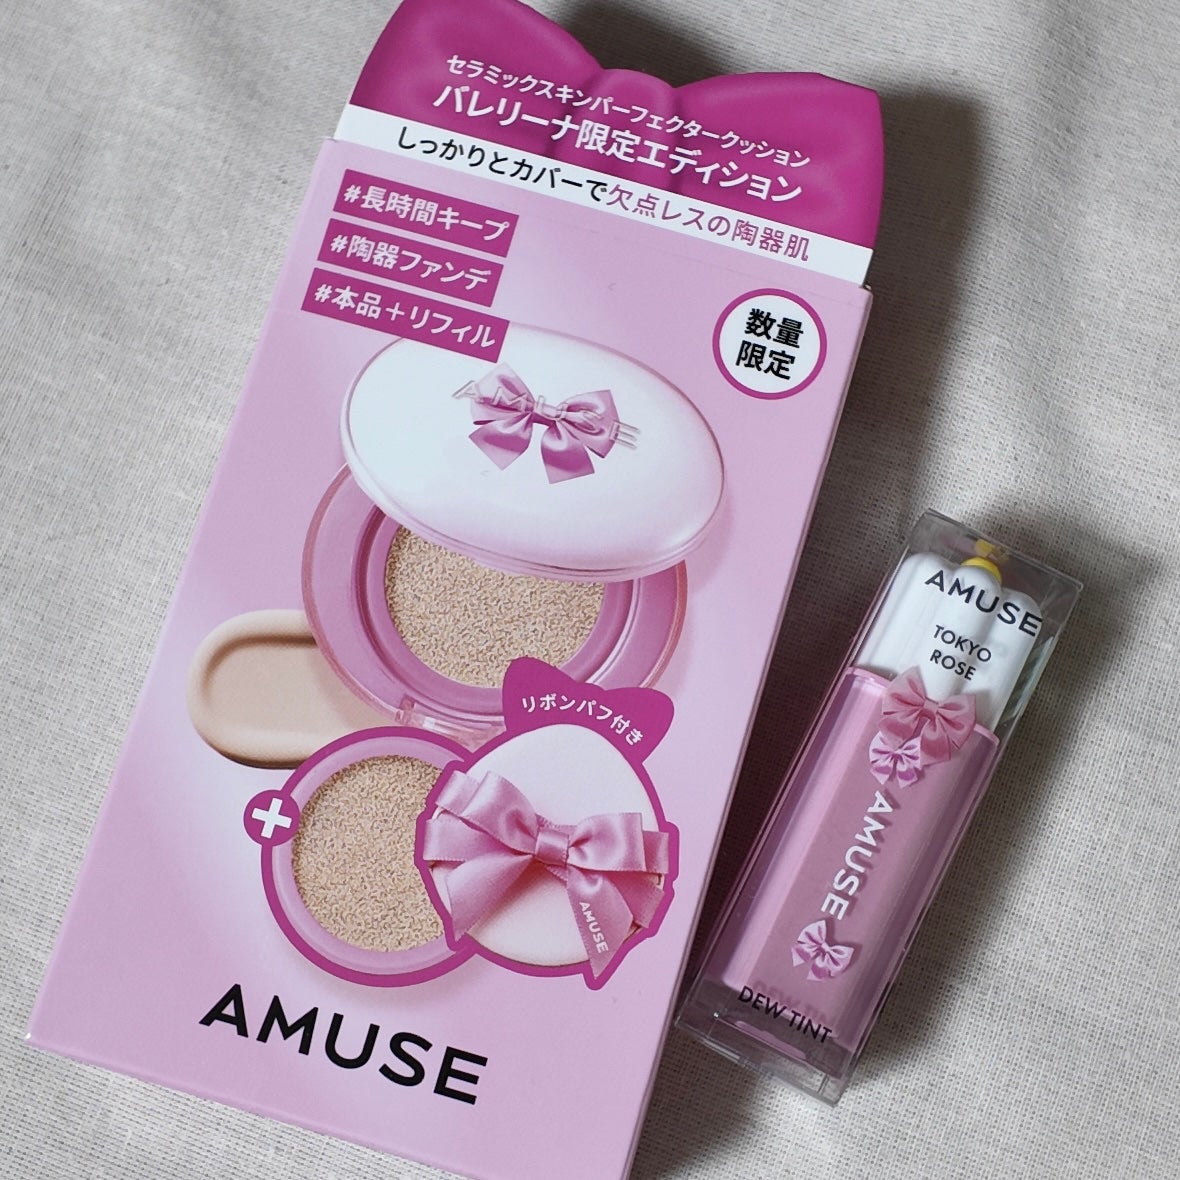 セラミックスキンパーフェクタークッション
バレリーナ限定エディション
しっかりとカバーで欠点レスの陶器肌
#長時間キープ
#陶器ファンデ
#本品＋リフィル
数量
限定
AMUSE
リボンパフ付き
+
AMUSE
AMUSE
AMUSE
TOKYO
ROSE
AMUSE
DEW TINT